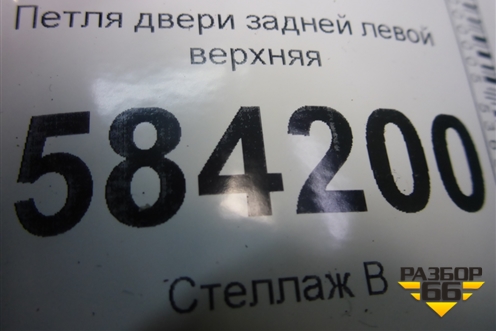 Петля двери задней левой
верхняя
584200
Стеллаж В
РАЗБОР
66